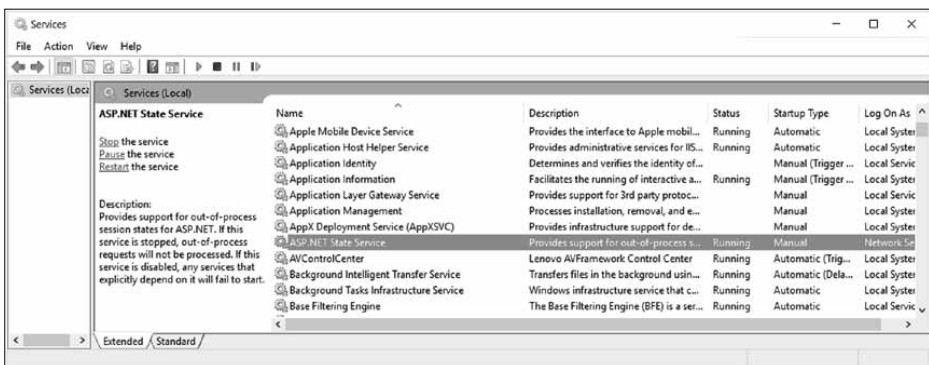 Services
File Action View Help
Services (Loca
Services (Local)
ASP.NET State Service
Stop the service
Pause the service
Restart the service
Description:
Provides support for out-of-process
session states for ASP.NET. If this
service is stopped, out-of-process
requests will not be processed. If this
service is disabled, any services that
explicitly depend on it will fail to start.
Name Description Status Startup Type Log On As
Apple Mobile Device Service Provides the interface to Apple mobil... Running Automatic Local Syster
Application Host Helper Service Provides administrative services for IIS... Running Automatic Local Syster
Application Identity Determines and verifies the identity of... Manual (Trigger ... Local Servic
Application Information Facilitates the running of interactive a... Running Manual (Trigger ... Local Syster
Application Layer Gateway Service Provides support for 3rd party protoc... Manual Local Servic
Application Management Processes installation, removal, and e... Manual Local Syster
AppX Deployment Service (AppXSVC) Provides infrastructure support for de... Manual Local Syster
ASP.NET State Service Provides support for out-of-process s... Running Manual Network Se
AVControlCenter Lenovo AVFramework Control Center Running Automatic (Trig... Local Syster
Background Intelligent Transfer Service Transfers files in the background usin... Running Automatic (Dela... Local Syster
Background Tasks Infrastructure Service Windows infrastructure service that c... Running Automatic Local Syster
Base Filtering Engine The Base Filtering Engine (BFE) is a ser... Running Automatic Local Servic
Extended Standard